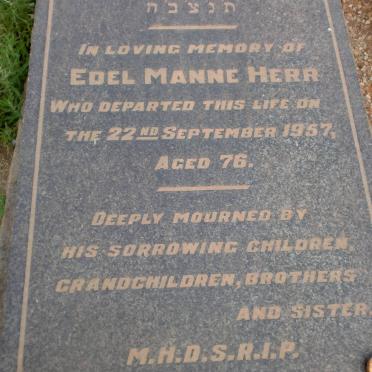 תנצבה
IN LOVING MEMORY OF
EDEL MANNE HERR
WHO DEPARTED THIS LIFE ON
THE 22ND SEPTEMBER 1957,
AGED 76.
DEEPLY MOURNED BY
HIS SORROWING CHILDREN,
GRANDCHILDREN, BROTHERS
AND SISTER.
M.H.D.S.R.I.P.